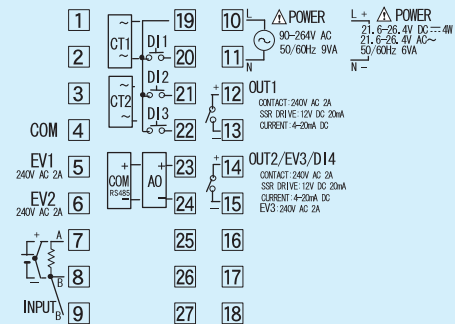 1 ~ CT1 ~ 19 10 L ⚠ POWER L + ⚠ POWER
90-264V AC 21.6-26.4V DC⎓4W
50/60Hz 9VA 21.6-26.4V AC~
50/60Hz 6VA
2 DI1 20 11 N N -
3 ~ CT2 ~ DI2 21 12 + OUT1
CONTACT:240V AC 2A
SSR DRIVE:12V DC 20mA
CURRENT:4-20mA DC
COM 4 DI3 22 13 -
EV1 5 + + 23 14 + OUT2/EV3/DI4
240V AC 2A
COM AO
RS485
CONTACT:240V AC 2A
SSR DRIVE:12V DC 20mA
CURRENT:4-20mA DC
EV3:240V AC 2A
EV2 6 - - 24 15 -
240V AC 2A
+ A 7 25 16
- B 8 26 17
INPUT B 9 27 18